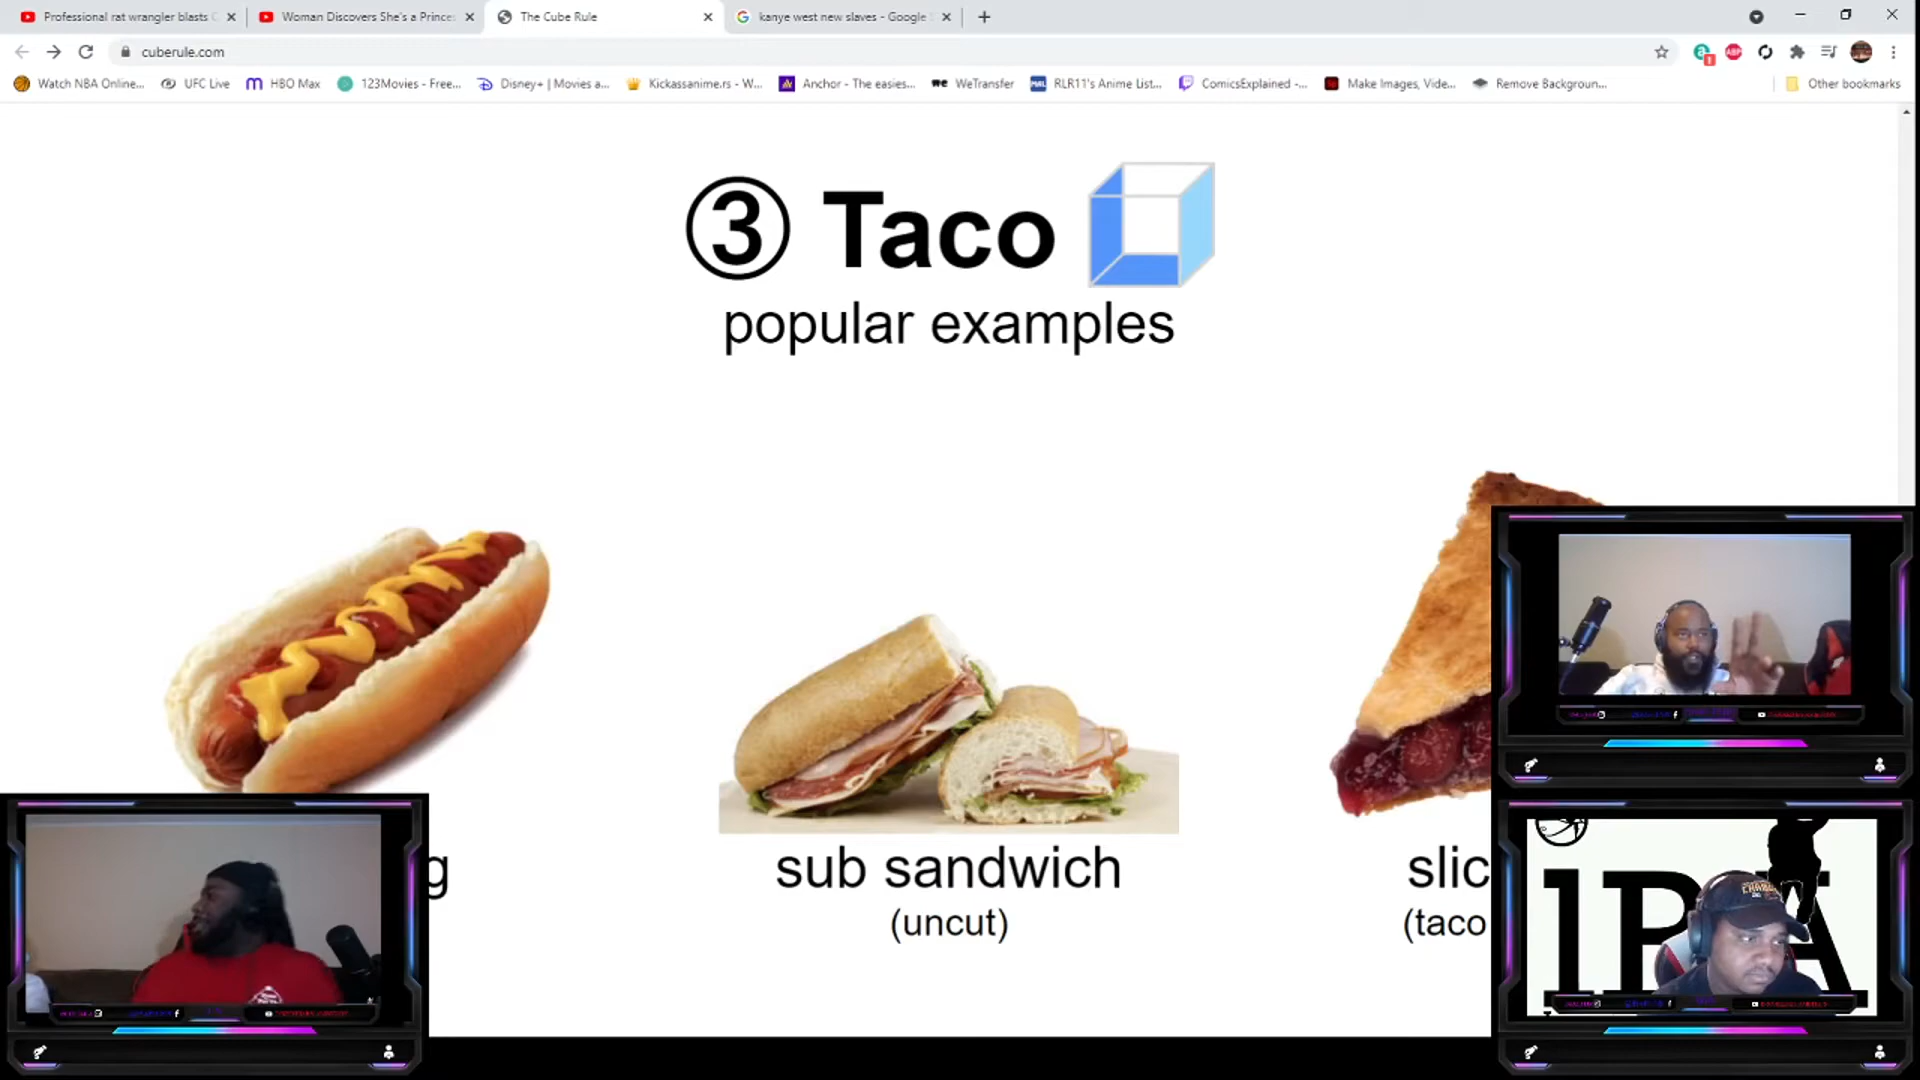 Professional rat wrangler blasts C
Woman Discovers She's a Princes
The Cube Rule
kanye west new slaves - Google S
cuberule.com
Watch NBA Online...
UFC Live
HBO Max
123Movies - Free...
Disney+ | Movies a...
Kickassanime.rs - W...
Anchor - The easies...
WeTransfer
RLR11's Anime List...
ComicsExplained -...
Make Images, Vide...
Remove Backgroun...
Other bookmarks
ABP
③ Taco
popular examples
g
sub sandwich
(uncut)
slic
(taco